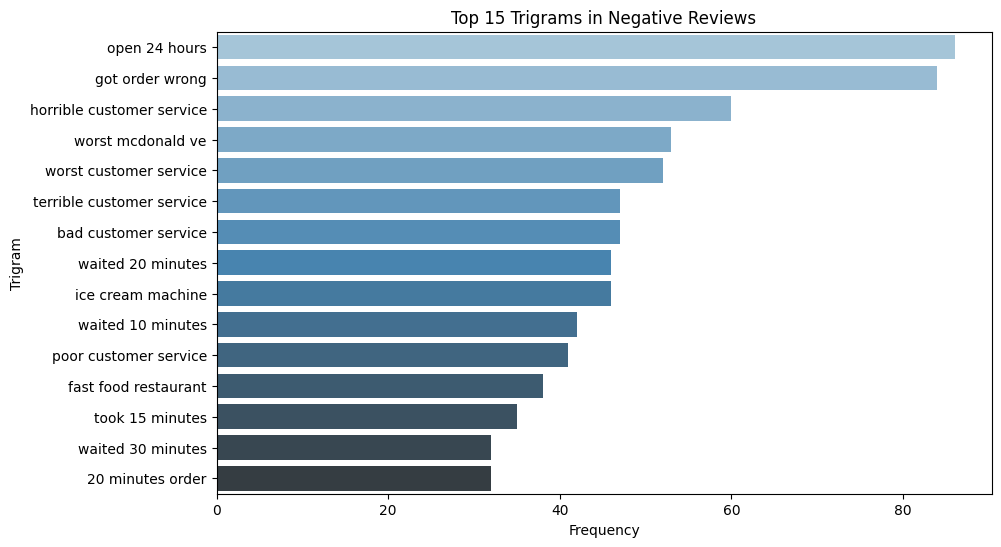 Top 15 Trigrams in Negative Reviews
open 24 hours
got order wrong
horrible customer service
worst mcdonald ve
worst customer service
terrible customer service
bad customer service
waited 20 minutes
ice cream machine
waited 10 minutes
poor customer service
fast food restaurant
took 15 minutes
waited 30 minutes
20 minutes order
Trigram
0 20 40 60 80
Frequency